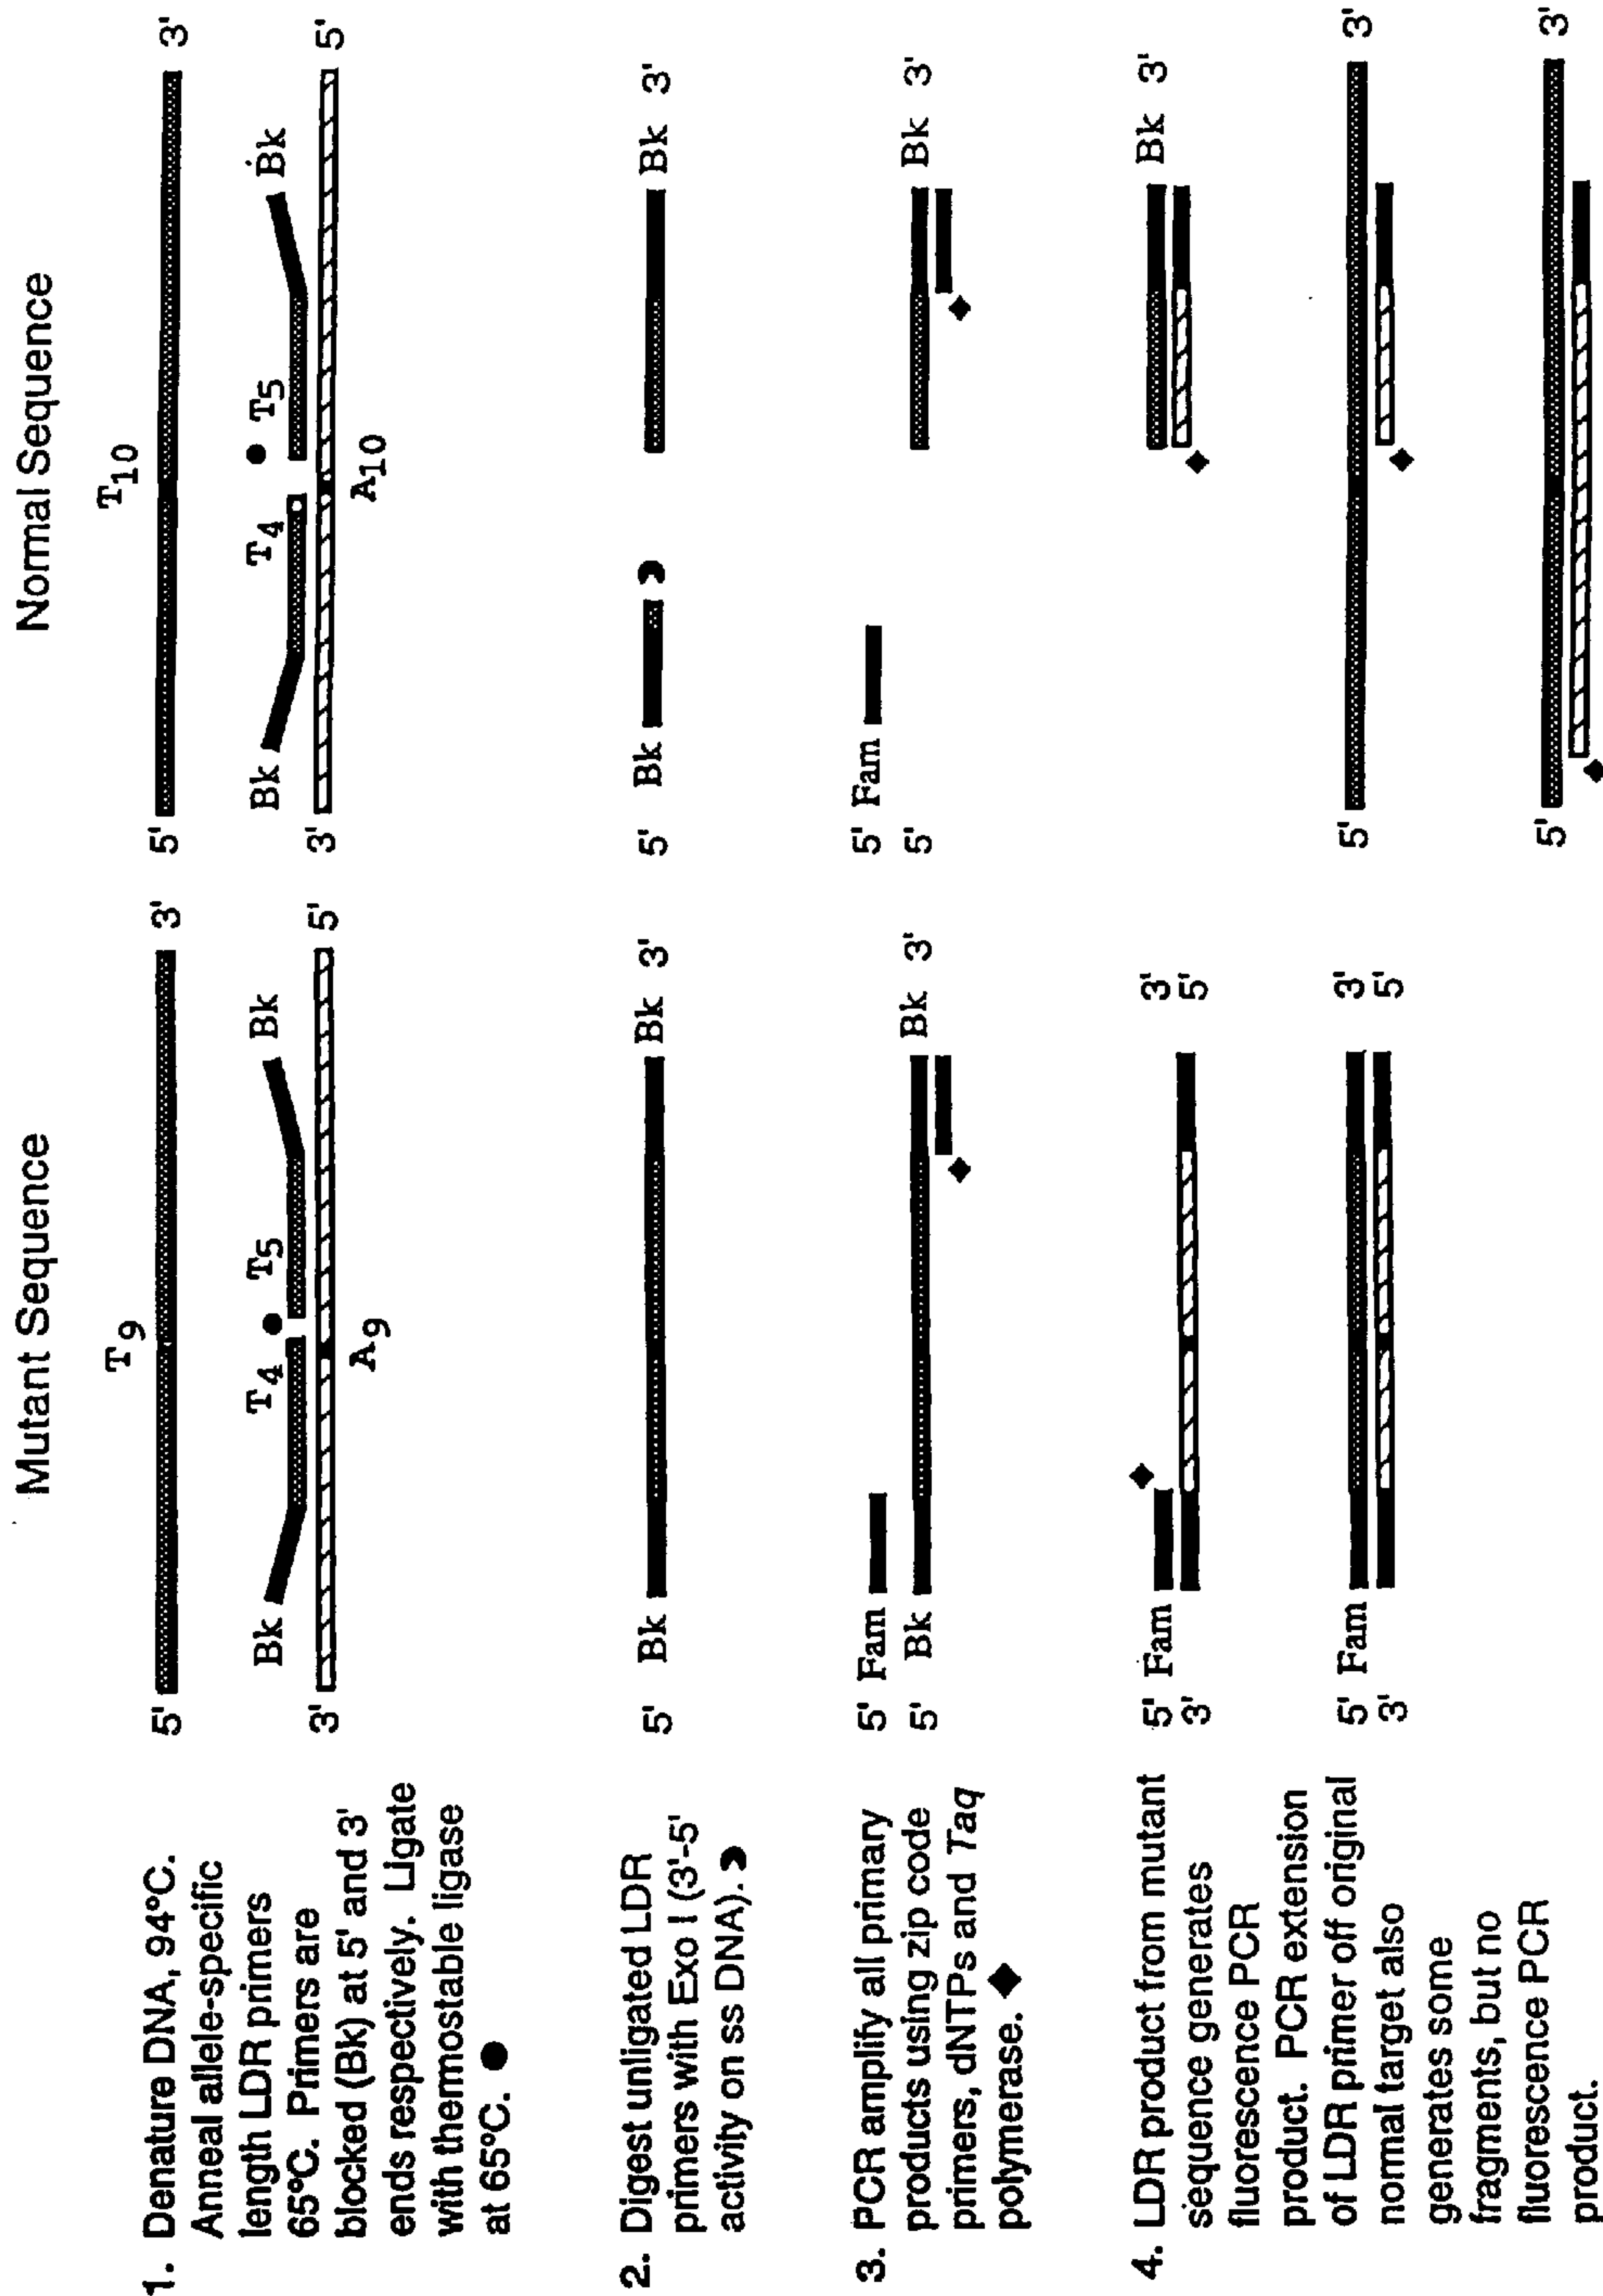 Mutant Sequence
Normal Sequence
1. Denature DNA, 94°C.
Anneal allele-specific
length LDR primers
65°C. Primers are
blocked (Bk) at 5' and 3'
ends respectively. Ligate
with thermostable ligase
at 65°C. ●
T9
5' 3'
Bk T4 ● T5 Bk
3' 5'
A9
T10
5' 3'
Bk T4 ● T5 Bk
3' 5'
A10
2. Digest unligated LDR
primers with Exo I (3'-5'
activity on ss DNA).
5' Bk Bk 3'
5' Bk Bk 3'
3. PCR amplify all primary
products using zip code
primers, dNTPs and Taq
polymerase. ◆
5' Fam
5' Bk Bk 3'
5' Fam
5' Bk 3'
4. LDR product from mutant
sequence generates
fluorescence PCR
product. PCR extension
of LDR primer off original
normal target also
generates some
fragments, but no
fluorescence PCR
product.
5' Fam 3'
3' 5'
5' Fam 3'
3' 5'
Bk 3'
5' 3'
5' 3'